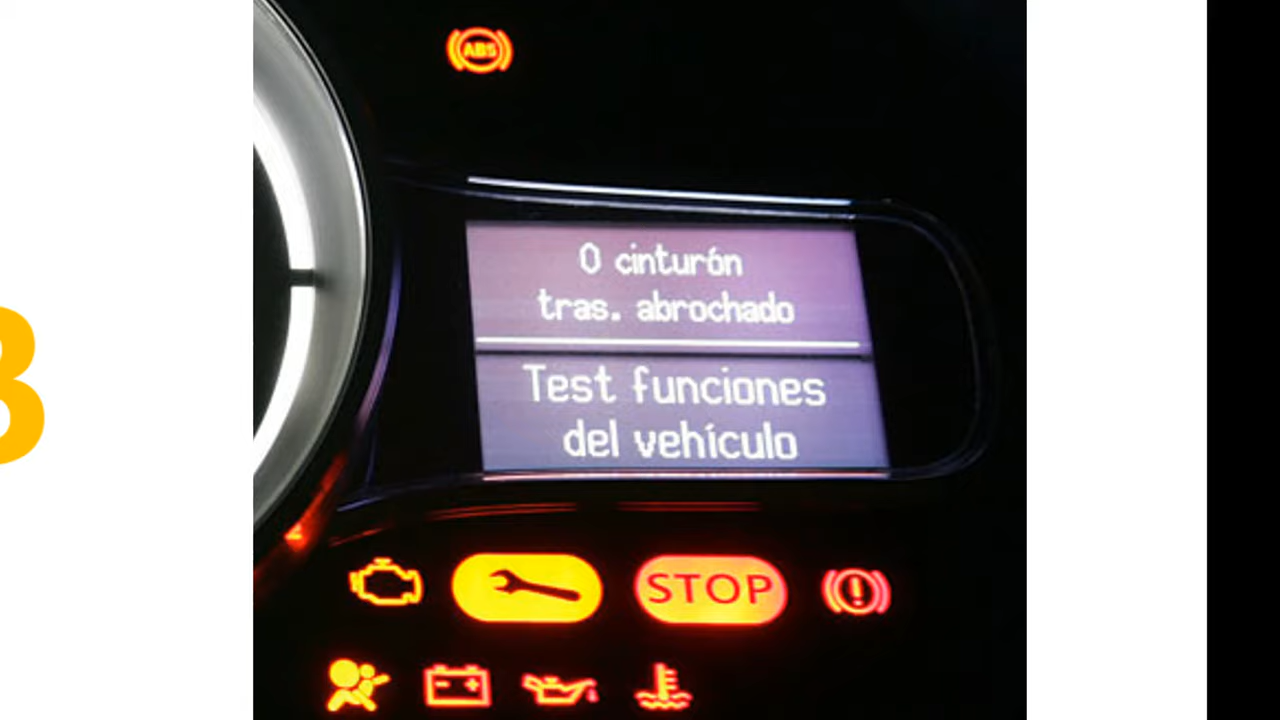 ABS
0 cinturón
tras. abrochado
Test funciones
del vehículo
STOP